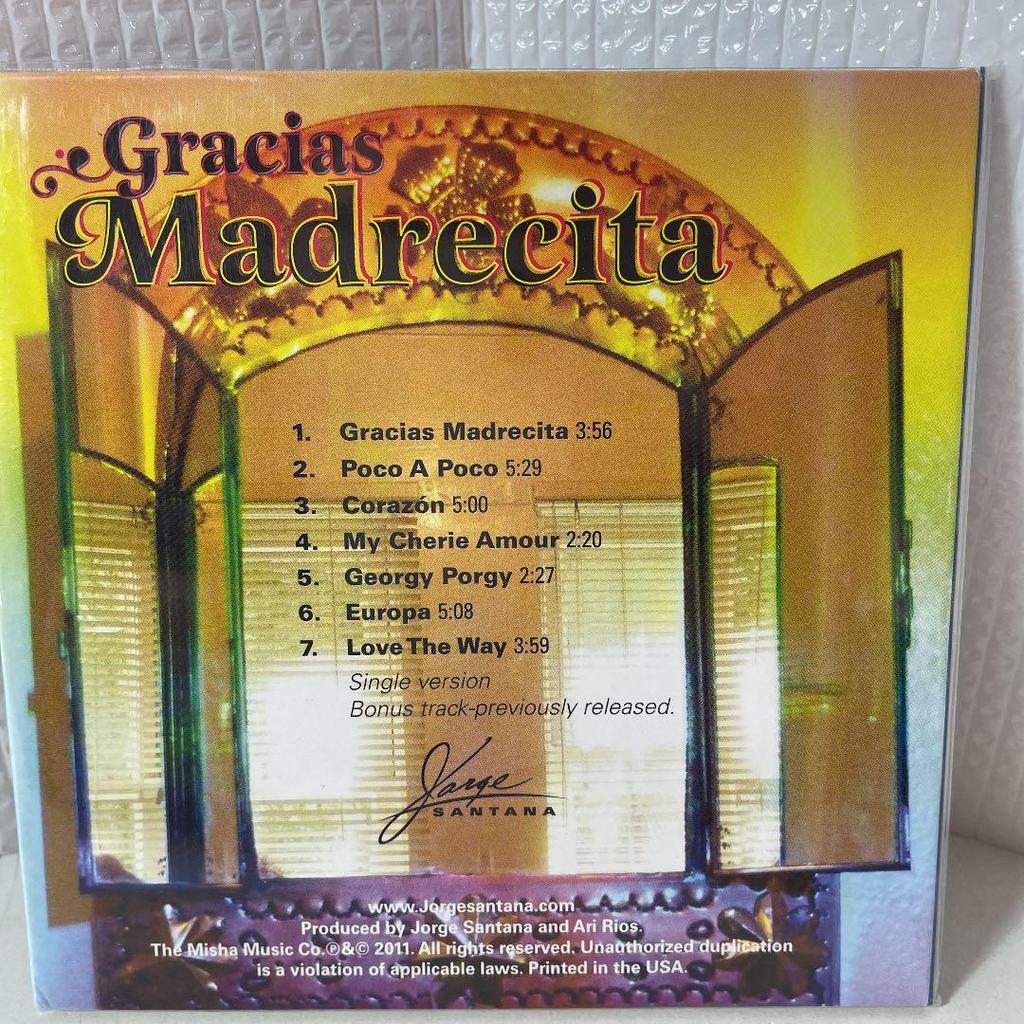 Gracias
Madrecita
1. Gracias Madrecita 3:56
2. Poco A Poco 5:29
3. Corazón 5:00
4. My Cherie Amour 2:20
5. Georgy Porgy 2:27
6. Europa 5:08
7. Love The Way 3:59
Single version
Bonus track-previously released.
Jorge
SANTANA
www.Jorgesantana.com
Produced by Jorge Santana and Ari Rios.
The Misha Music Co.℗&© 2011. All rights reserved. Unauthorized duplication
is a violation of applicable laws. Printed in the USA.